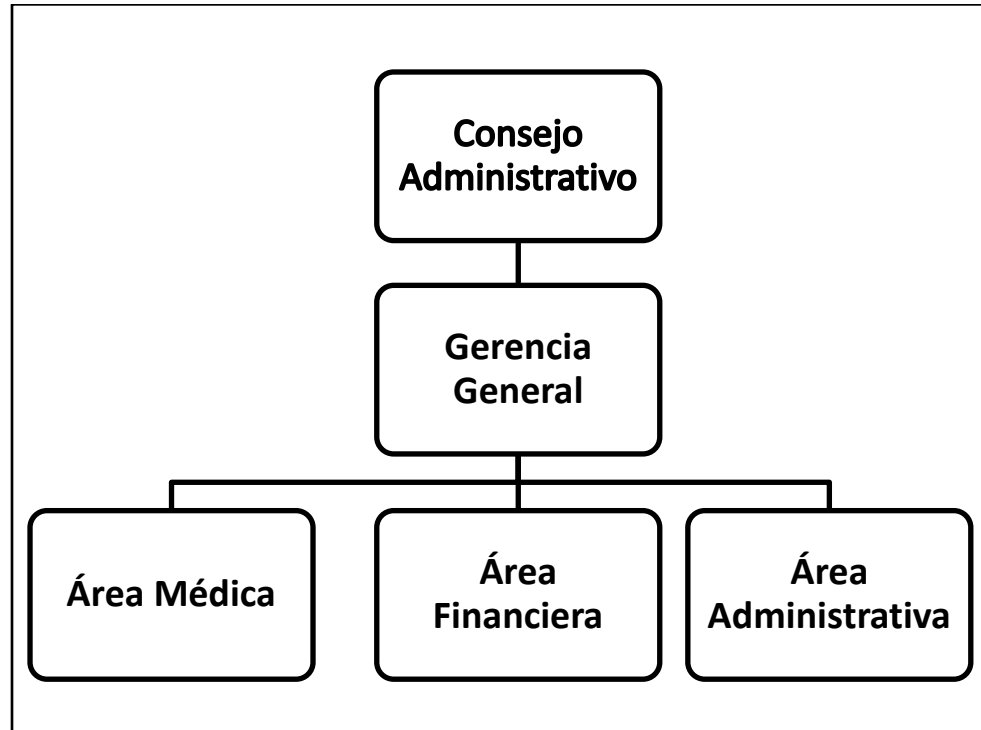 Consejo
Administrativo
Gerencia
General
Área Médica
Área
Financiera
Área
Administrativa